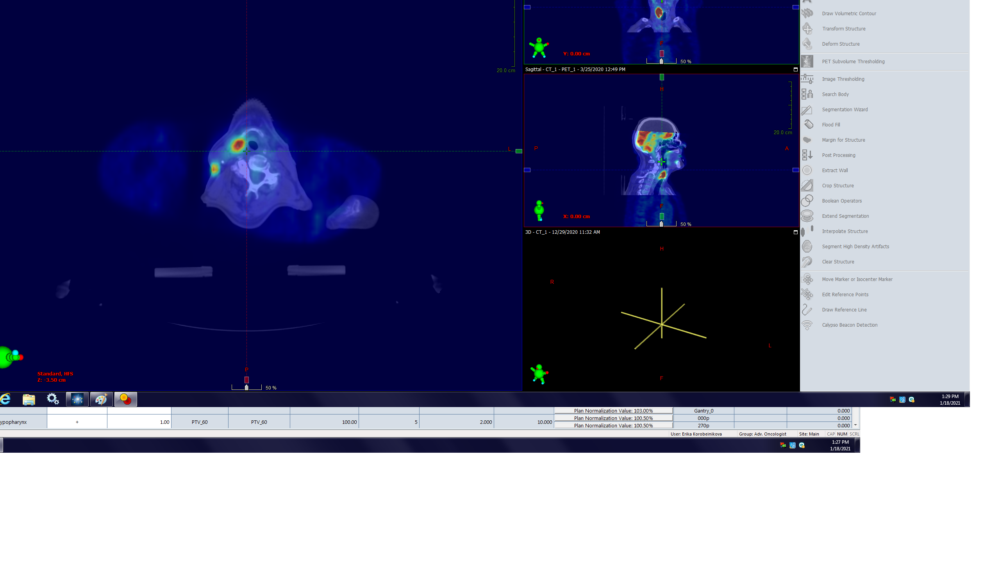 20.0 cm
L
Standard, HFS
Z: -3.50 cm
P
50 %
F
Y: 0.00 cm
50 %
Sagittal - CT_1 - PET_1 - 3/25/2020 12:49 PM
H
20.0 cm
P
A
F
X: 0.00 cm
50 %
3D - CT_1 - 12/29/2020 11:32 AM
H
R
L
F
Draw Volumetric Contour
Transform Structure
Deform Structure
PET Subvolume Thresholding
Image Thresholding
Search Body
Segmentation Wizard
Flood Fill
Margin for Structure
Post Processing
Extract Wall
Crop Structure
Boolean Operators
Extend Segmentation
Interpolate Structure
Segment High Density Artifacts
Clear Structure
Move Marker or Isocenter Marker
Edit Reference Points
Draw Reference Line
Calypso Beacon Detection
1:29 PM
1/18/2021
Plan Normalization Value: 103.00% Gantry_0 0.000
ypopharynx + 1.00 PTV_60 PTV_60 100.00 5 2.000 10.000 Plan Normalization Value: 100.50% 000p 0.000
Plan Normalization Value: 100.50% 270p 0.000
User: Erika Korobeinikova Group: Adv. Oncologist Site: Main CAP NUM SCRL
1:27 PM
1/18/2021